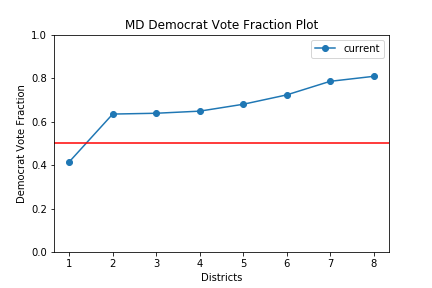 MD Democrat Vote Fraction Plot
current
Democrat Vote Fraction
1.0
0.8
0.6
0.4
0.2
0.0
1 2 3 4 5 6 7 8
Districts